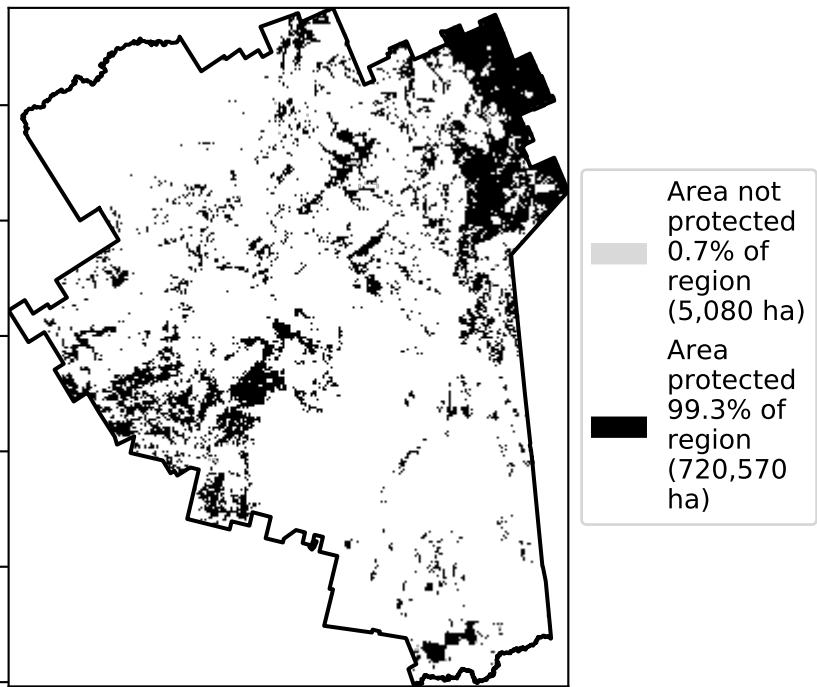 Area not
protected
0.7% of
region
(5,080 ha)
Area
protected
99.3% of
region
(720,570
ha)